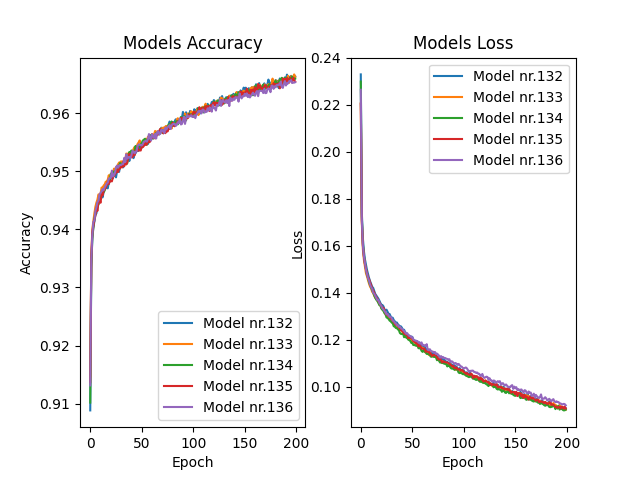 Models Accuracy
0.96
0.95
0.94
0.93
0.92
0.91
Accuracy
Model nr.132
Model nr.133
Model nr.134
Model nr.135
Model nr.136
0 50 100 150 200
Epoch
Models Loss
0.24
0.22
0.20
0.18
0.16
0.14
0.12
0.10
Loss
Model nr.132
Model nr.133
Model nr.134
Model nr.135
Model nr.136
0 50 100 150 200
Epoch